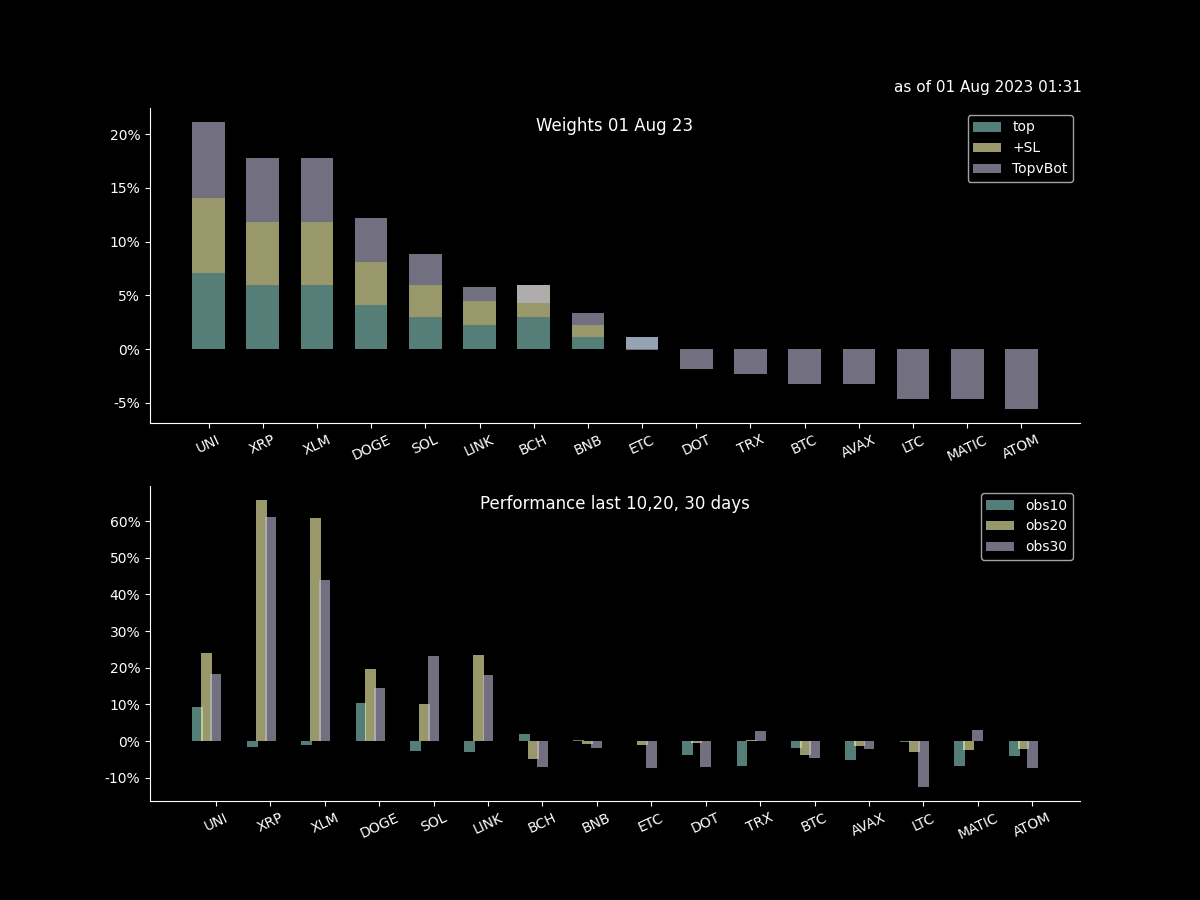 as of 01 Aug 2023 01:31
Weights 01 Aug 23
top
+SL
TopvBot
20%
15%
10%
5%
0%
-5%
UNI XRP XLM DOGE SOL LINK BCH BNB ETC DOT TRX BTC AVAX LTC MATIC ATOM
Performance last 10,20, 30 days
obs10
obs20
obs30
60%
50%
40%
30%
20%
10%
0%
-10%
UNI XRP XLM DOGE SOL LINK BCH BNB ETC DOT TRX BTC AVAX LTC MATIC ATOM